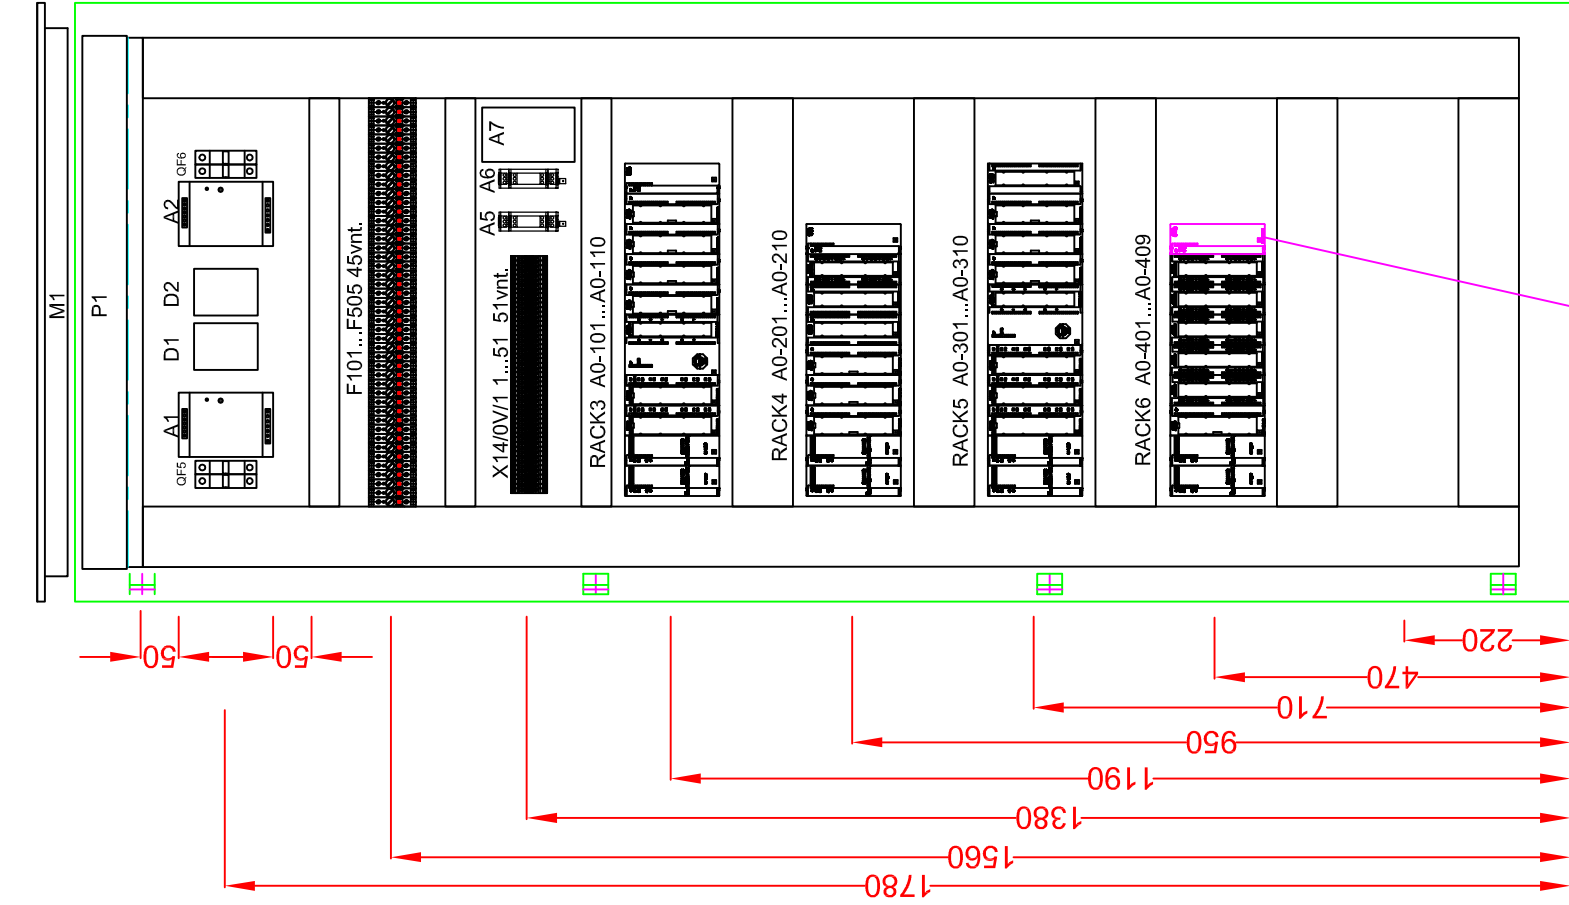 M1
P1
QF6
A2
D2
D1
A1
QF5
F101...F505 45vnt.
A7
A6
A5
X14/0V/1 1...51 51vnt.
RACK3 A0-101...A0-110
RACK4 A0-201...A0-210
RACK5 A0-301...A0-310
RACK6 A0-401...A0-409
50
50
220
470
710
950
1190
1380
1560
1780